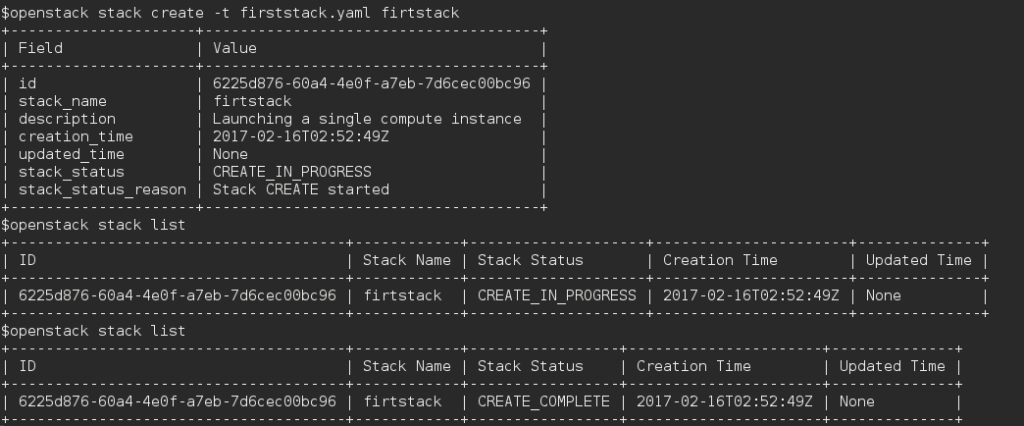 $openstack stack create -t firststack.yaml firtstack
+---------------------+--------------------------------------+
| Field               | Value                                |
+---------------------+--------------------------------------+
| id                  | 6225d876-60a4-4e0f-a7eb-7d6cec00bc96 |
| stack_name          | firtstack                            |
| description         | Launching a single compute instance  |
| creation_time       | 2017-02-16T02:52:49Z                 |
| updated_time        | None                                 |
| stack_status        | CREATE_IN_PROGRESS                   |
| stack_status_reason | Stack CREATE started                 |
+---------------------+--------------------------------------+
$openstack stack list
+--------------------------------------+------------+--------------------+----------------------+--------------+
| ID                                   | Stack Name | Stack Status       | Creation Time        | Updated Time |
+--------------------------------------+------------+--------------------+----------------------+--------------+
| 6225d876-60a4-4e0f-a7eb-7d6cec00bc96 | firtstack  | CREATE_IN_PROGRESS | 2017-02-16T02:52:49Z | None         |
+--------------------------------------+------------+--------------------+----------------------+--------------+
$openstack stack list
+--------------------------------------+------------+-----------------+----------------------+--------------+
| ID                                   | Stack Name | Stack Status    | Creation Time        | Updated Time |
+--------------------------------------+------------+-----------------+----------------------+--------------+
| 6225d876-60a4-4e0f-a7eb-7d6cec00bc96 | firtstack  | CREATE_COMPLETE | 2017-02-16T02:52:49Z | None         |
+--------------------------------------+------------+-----------------+----------------------+--------------+